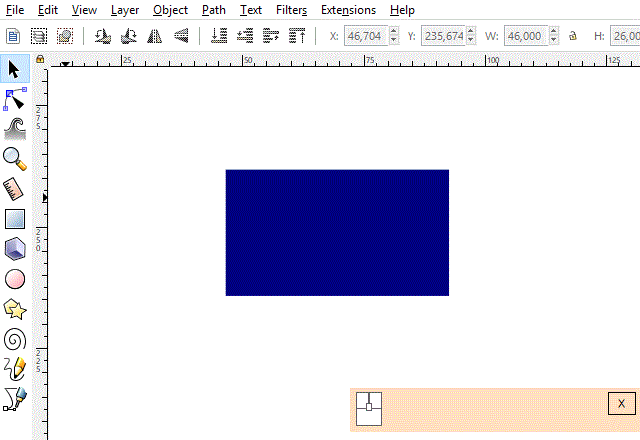 File Edit View Layer Object Path Text Filters Extensions Help
X: 46,704 Y: 235,674 W: 46,000 H: 26,00
25 50 75 100 125
275
250
225
X